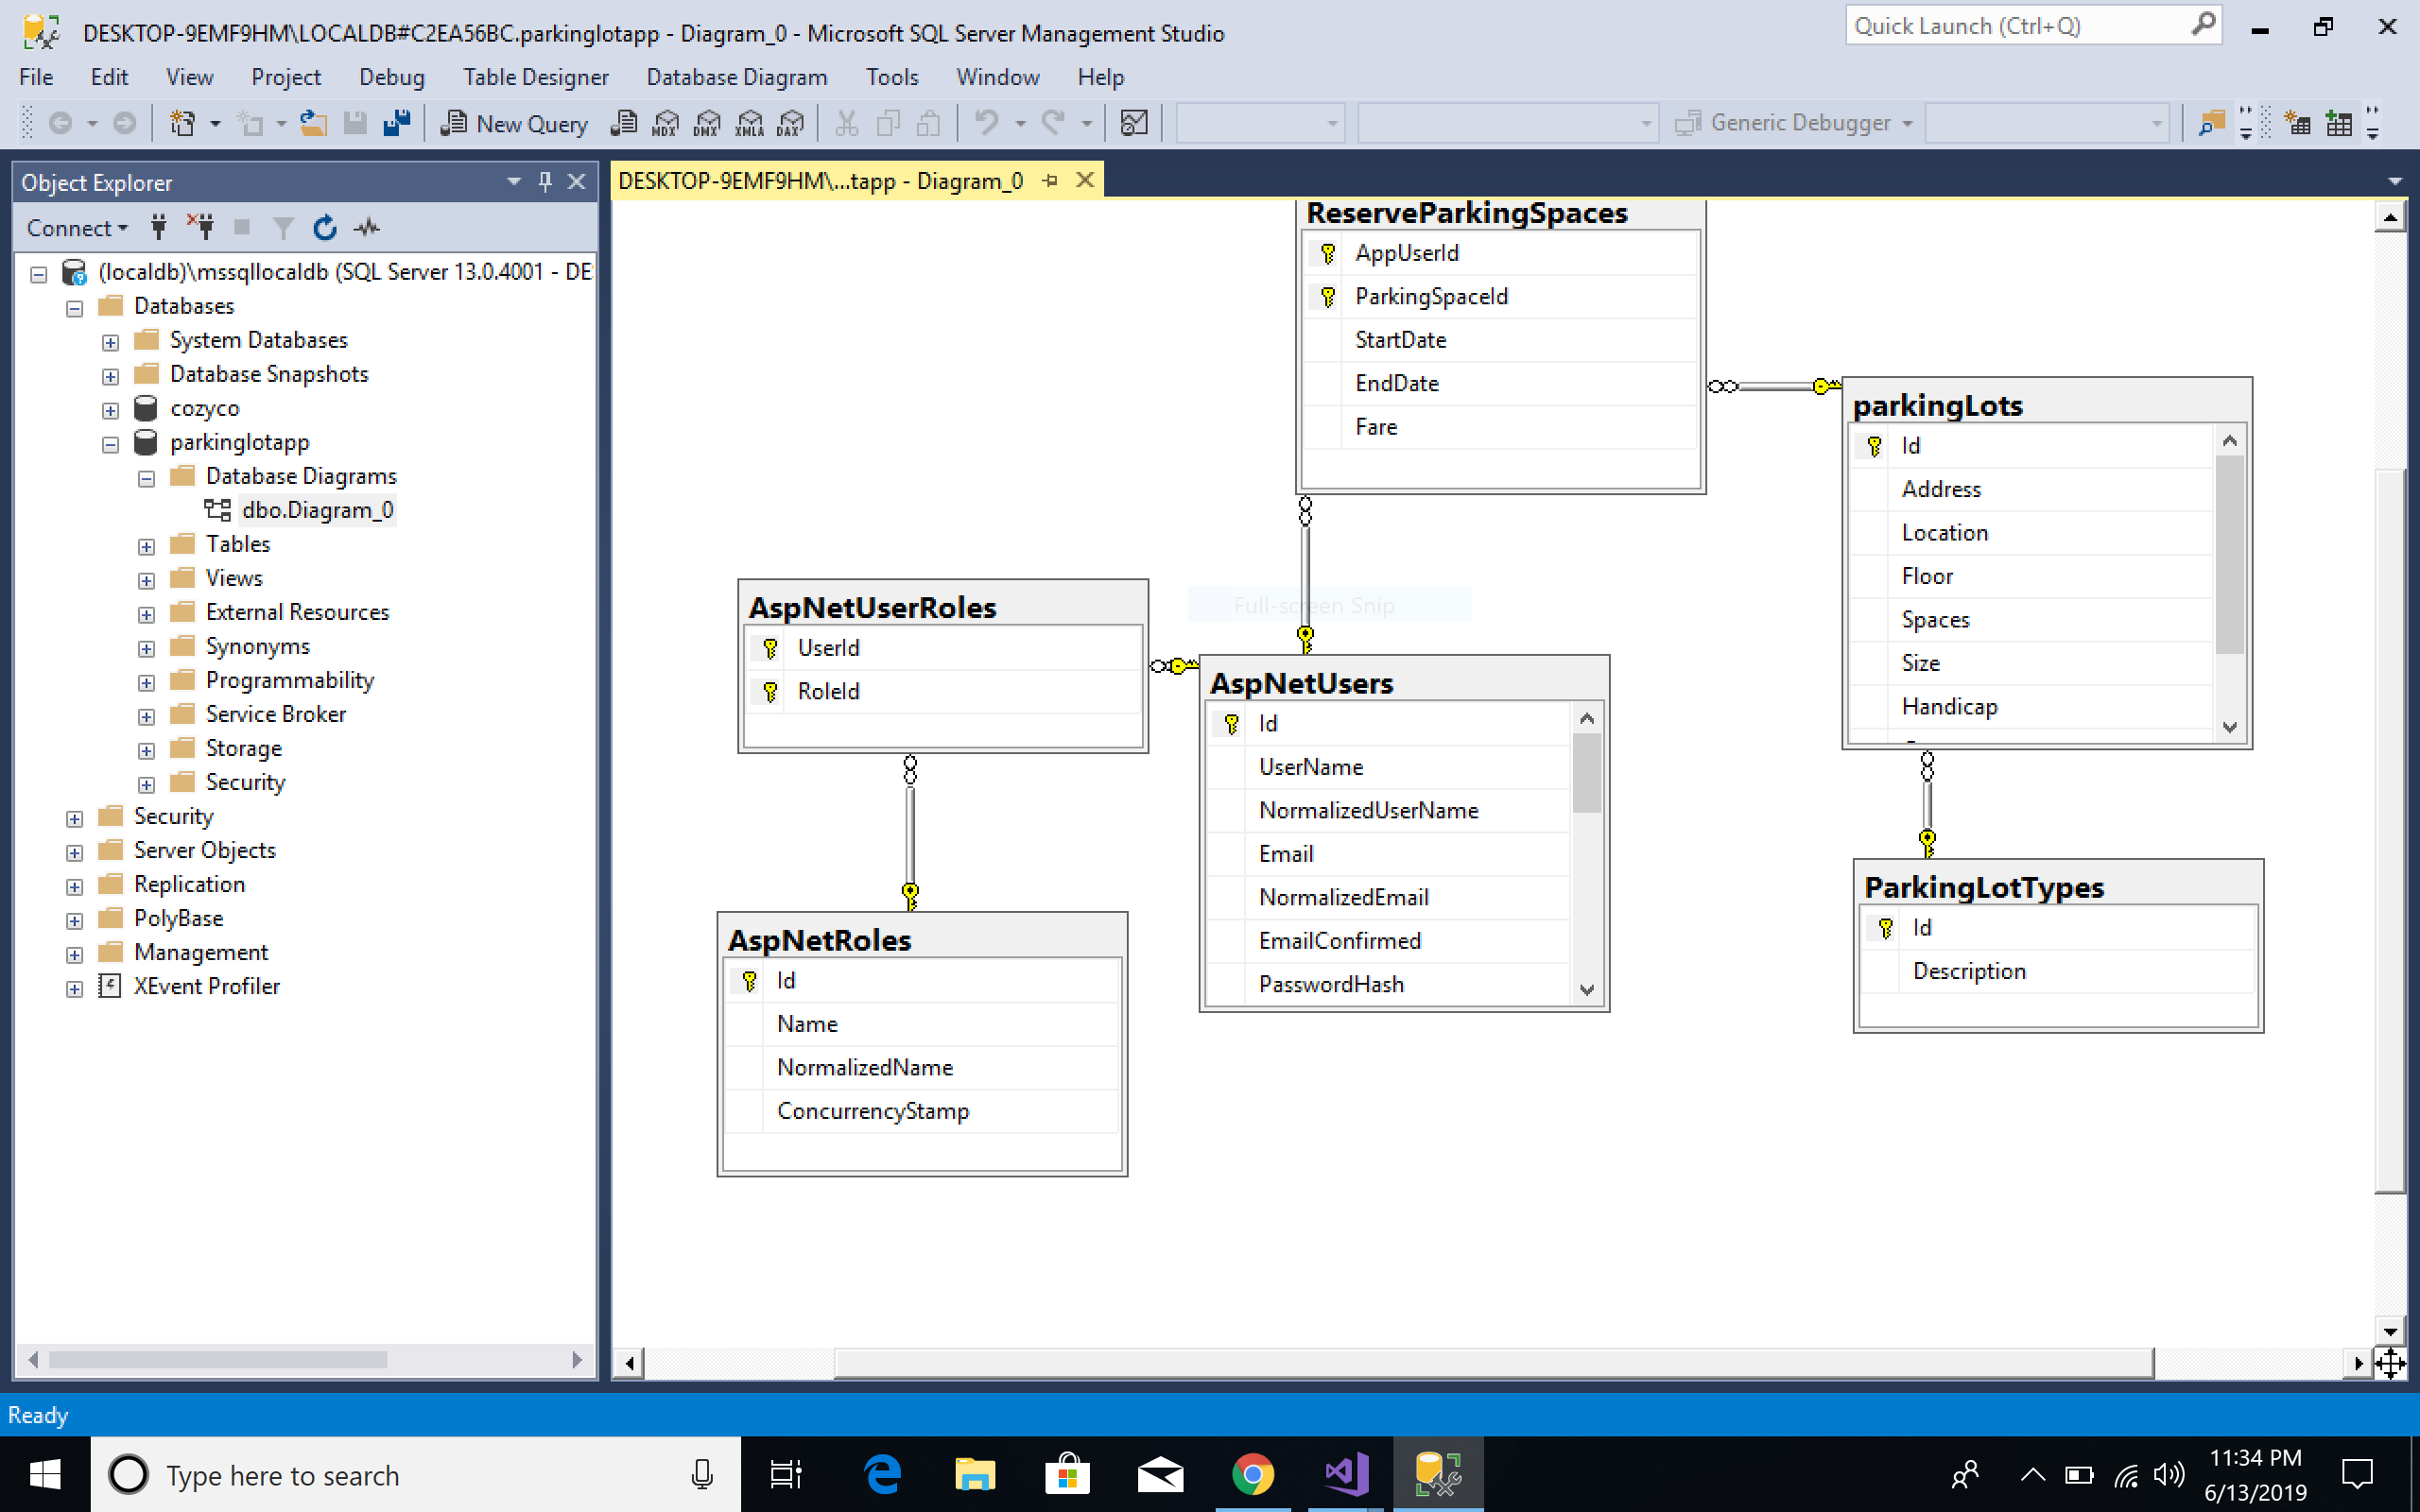 DESKTOP-9EMF9HM\LOCALDB#C2EA56BC.parkinglotapp - Diagram_0 - Microsoft SQL Server Management Studio
Quick Launch (Ctrl+Q)
File Edit View Project Debug Table Designer Database Diagram Tools Window Help
New Query MDX DMX XMLA DAX Generic Debugger
Object Explorer
Connect
(localdb)\mssqllocaldb (SQL Server 13.0.4001 - DE
Databases
System Databases
Database Snapshots
cozyco
parkinglotapp
Database Diagrams
dbo.Diagram_0
Tables
Views
External Resources
Synonyms
Programmability
Service Broker
Storage
Security
Security
Server Objects
Replication
PolyBase
Management
XEvent Profiler
DESKTOP-9EMF9HM\...tapp - Diagram_0
ReserveParkingSpaces
AppUserId
ParkingSpaceId
StartDate
EndDate
Fare
parkingLots
Id
Address
Location
Floor
Spaces
Size
Handicap
Full-screen Snip
AspNetUserRoles
UserId
RoleId
AspNetUsers
Id
UserName
NormalizedUserName
Email
NormalizedEmail
EmailConfirmed
PasswordHash
ParkingLotTypes
Id
Description
AspNetRoles
Id
Name
NormalizedName
ConcurrencyStamp
Ready
Type here to search
11:34 PM
6/13/2019